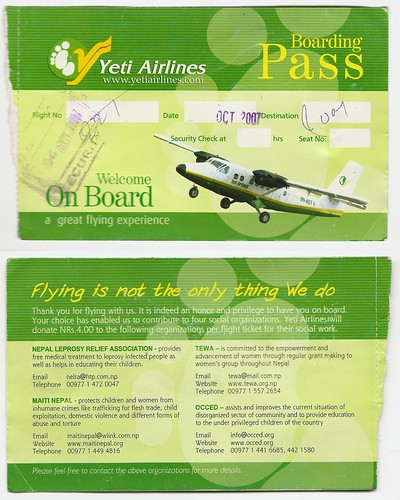 Yeti Airlines
www.yetiairlines.com
Boarding
Pass
Flight No
Date
OCT 2007
Destination
Security Check at
hrs
Seat No.
Welcome
On Board
a great flying experience
Flying is not the only thing We do
Thank you for flying with us. It is indeed an honor and privilege to have you on board.
Your choice has enabled us to contribute to four social organizations. Yeti Airlines will
donate NRs.4.00 to the following organizations per flight ticket for their social work.
NEPAL LEPROSY RELIEF ASSOCIATION - provides
free medical treatment to leprosy infected people as
well as helps in educating their children.
Email nelra@htp.com.np
Telephone 00977 1 472 0047
MAITI NEPAL - protects children and women from
inhumane crimes like trafficking for flesh trade, child
exploitation, domestic violence and different forms of
abuse and torture
Email maitinepal@wlink.com.np
Website www.maitinepal.org
Telephone 00977 1 449 4816
TEWA – is committed to the empowerment and
advancement of women through regular grant making to
women's group throughout Nepal
Email tewa@mail.com.np
Website www.tewa.org.np
Telephone 00977 1 557 2654
OCCED – assists and improves the current situation of
disorganized sector of community and to provide education
to the under privileged children of the country
Email info@occed.org
Website www.occed.org
Telephone 00977 1 441 6685, 442 1580
Please feel free to contact the above organizations for more details.